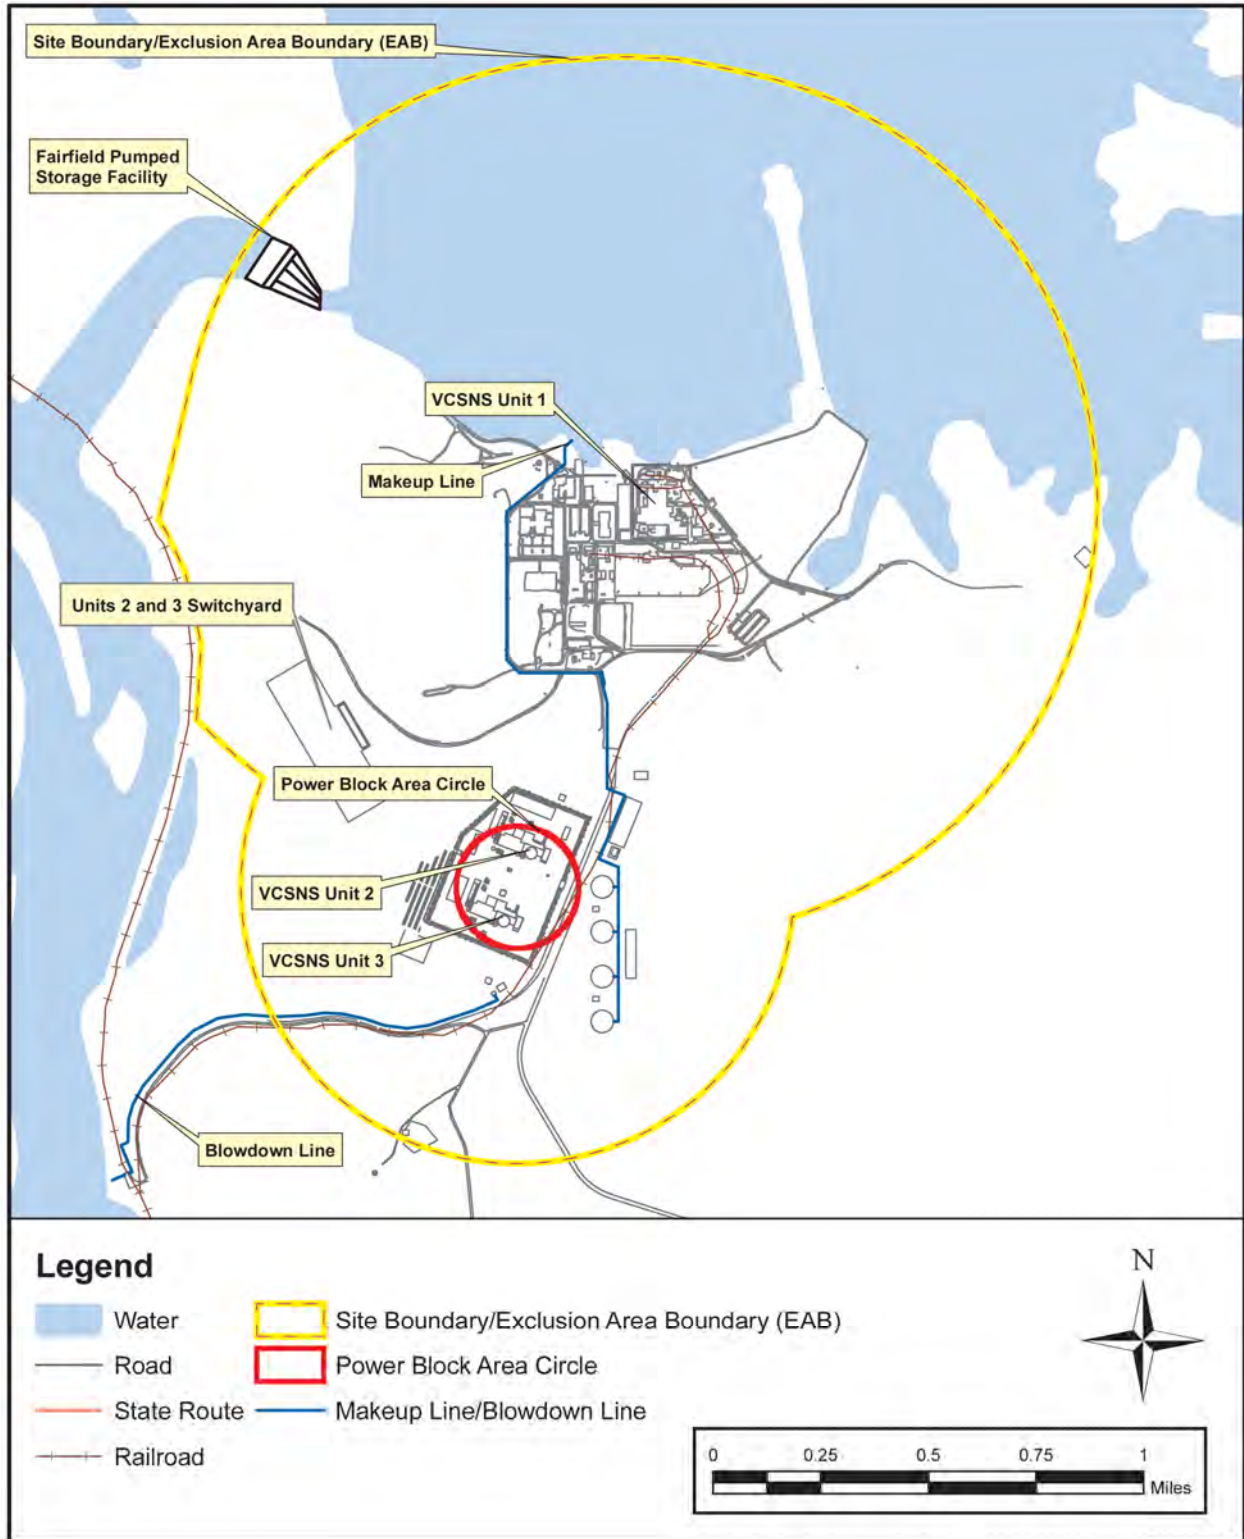 Site Boundary/Exclusion Area Boundary (EAB)
Fairfield Pumped
Storage Facility
VCSNS Unit 1
Makeup Line
Units 2 and 3 Switchyard
Power Block Area Circle
VCSNS Unit 2
VCSNS Unit 3
Blowdown Line
Legend
Water
Site Boundary/Exclusion Area Boundary (EAB)
Road
Power Block Area Circle
State Route
Makeup Line/Blowdown Line
Railroad
N
0 0.25 0.5 0.75 1
Miles